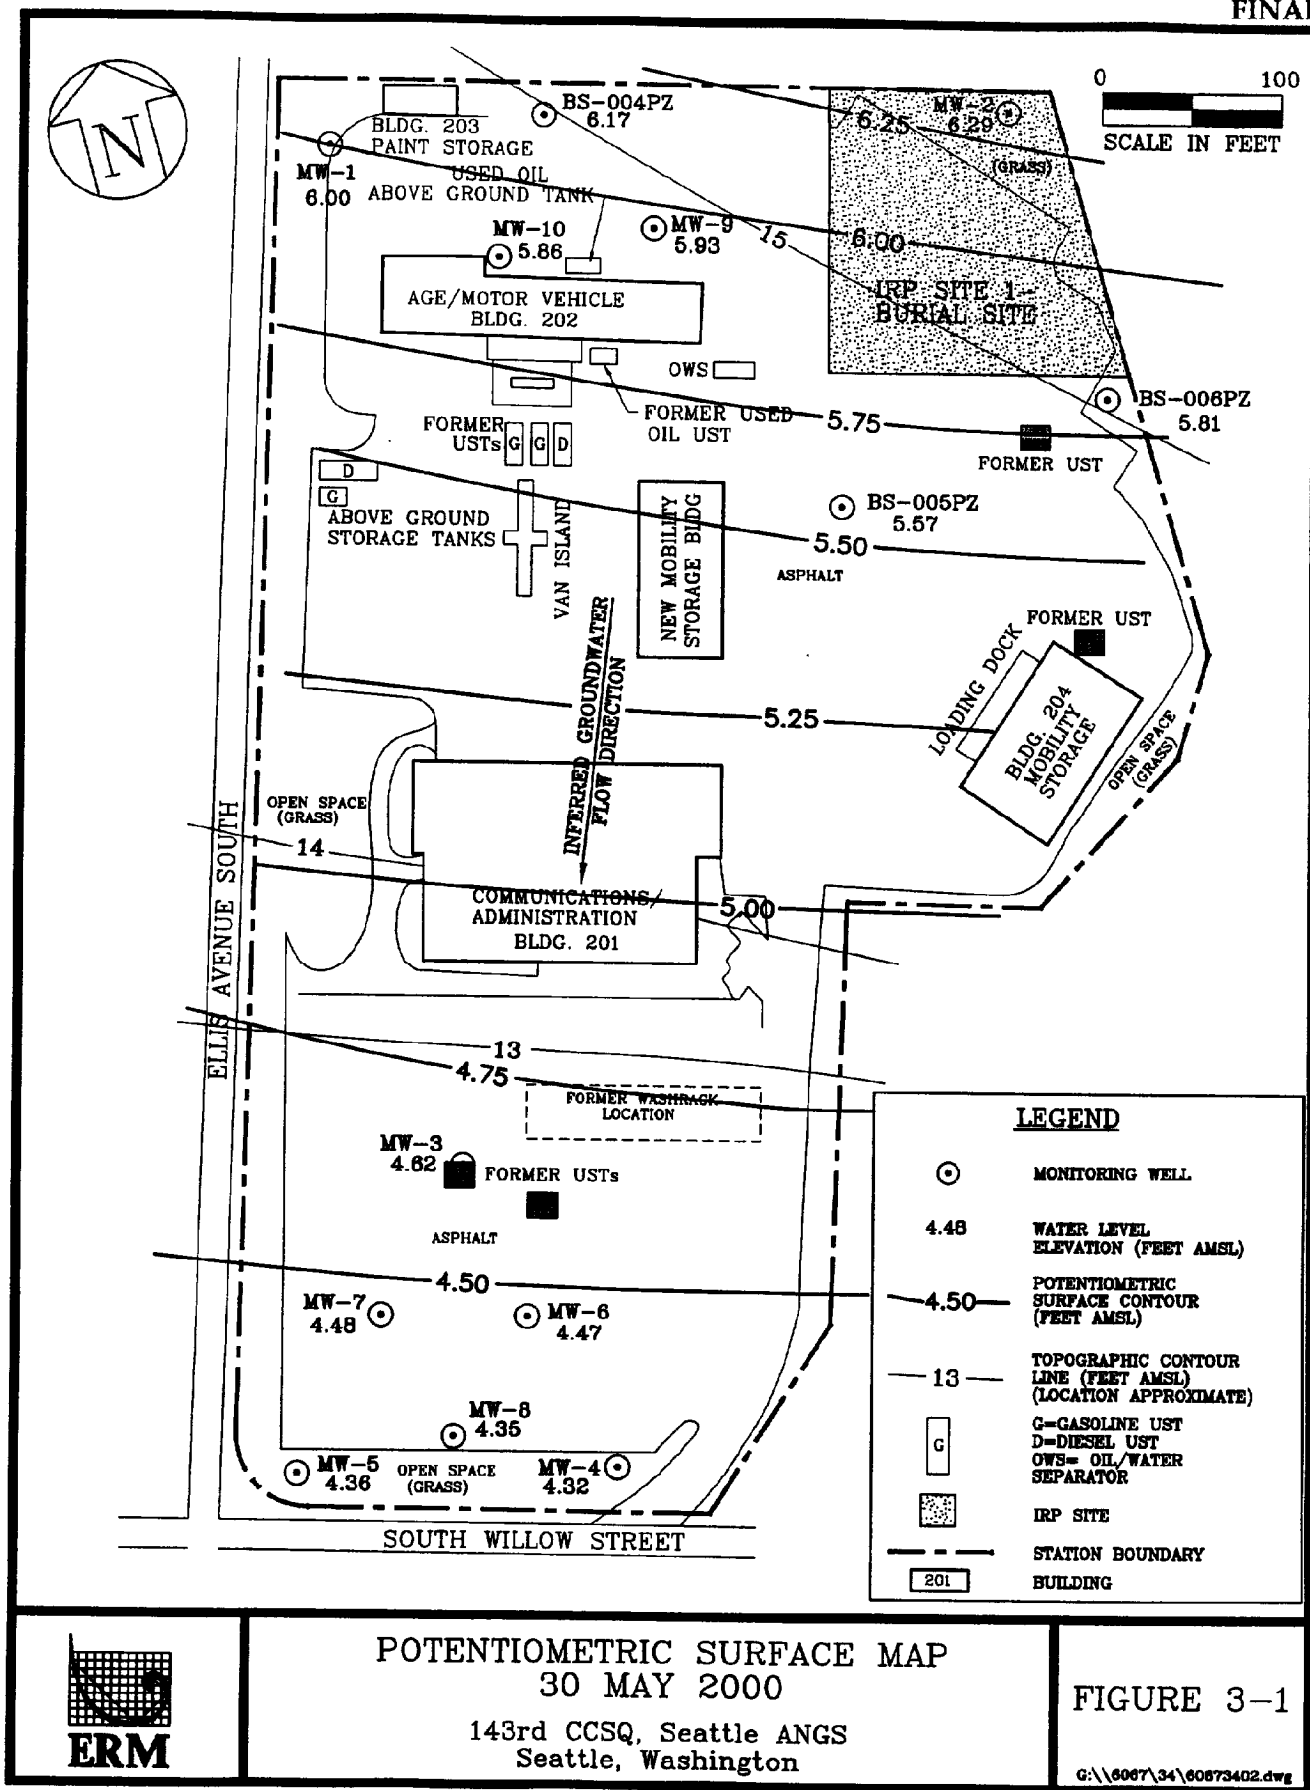 FINAL
N
0 100
SCALE IN FEET
BLDG. 203
PAINT STORAGE
BS-004PZ
6.17
MW-2
6.29
6.25
(GRASS)
MW-1
6.00
USED OIL
ABOVE GROUND TANK
MW-10
5.86
MW-9
5.93
15
6.00
IRP SITE 1-
BURIAL SITE
AGE/MOTOR VEHICLE
BLDG. 202
OWS
BS-006PZ
5.81
FORMER USED
OIL UST
5.75
FORMER
USTs
G
G
D
FORMER UST
D
G
ABOVE GROUND
STORAGE TANKS
VAN ISLAND
NEW MOBILITY
STORAGE BLDG
BS-005PZ
5.57
5.50
ASPHALT
FORMER UST
LOADING DOCK
BLDG. 204
MOBILITY
STORAGE
OPEN SPACE
(GRASS)
INFERRED GROUNDWATER
FLOW DIRECTION
5.25
OPEN SPACE
(GRASS)
14
ELLIS AVENUE SOUTH
COMMUNICATIONS/
ADMINISTRATION
BLDG. 201
5.00
13
4.75
FORMER WASHRACK
LOCATION
MW-3
4.62
FORMER USTs
ASPHALT
4.50
MW-7
4.48
MW-6
4.47
MW-8
4.35
MW-5
4.36
OPEN SPACE
(GRASS)
MW-4
4.32
SOUTH WILLOW STREET
LEGEND
MONITORING WELL
4.48 WATER LEVEL
ELEVATION (FEET AMSL)
4.50 POTENTIOMETRIC
SURFACE CONTOUR
(FEET AMSL)
13 TOPOGRAPHIC CONTOUR
LINE (FEET AMSL)
(LOCATION APPROXIMATE)
G G=GASOLINE UST
D=DIESEL UST
OWS= OIL/WATER
SEPARATOR
IRP SITE
STATION BOUNDARY
201 BUILDING
ERM
POTENTIOMETRIC SURFACE MAP
30 MAY 2000
143rd CCSQ, Seattle ANGS
Seattle, Washington
FIGURE 3-1
G:\\6067\34\60673402.dwg